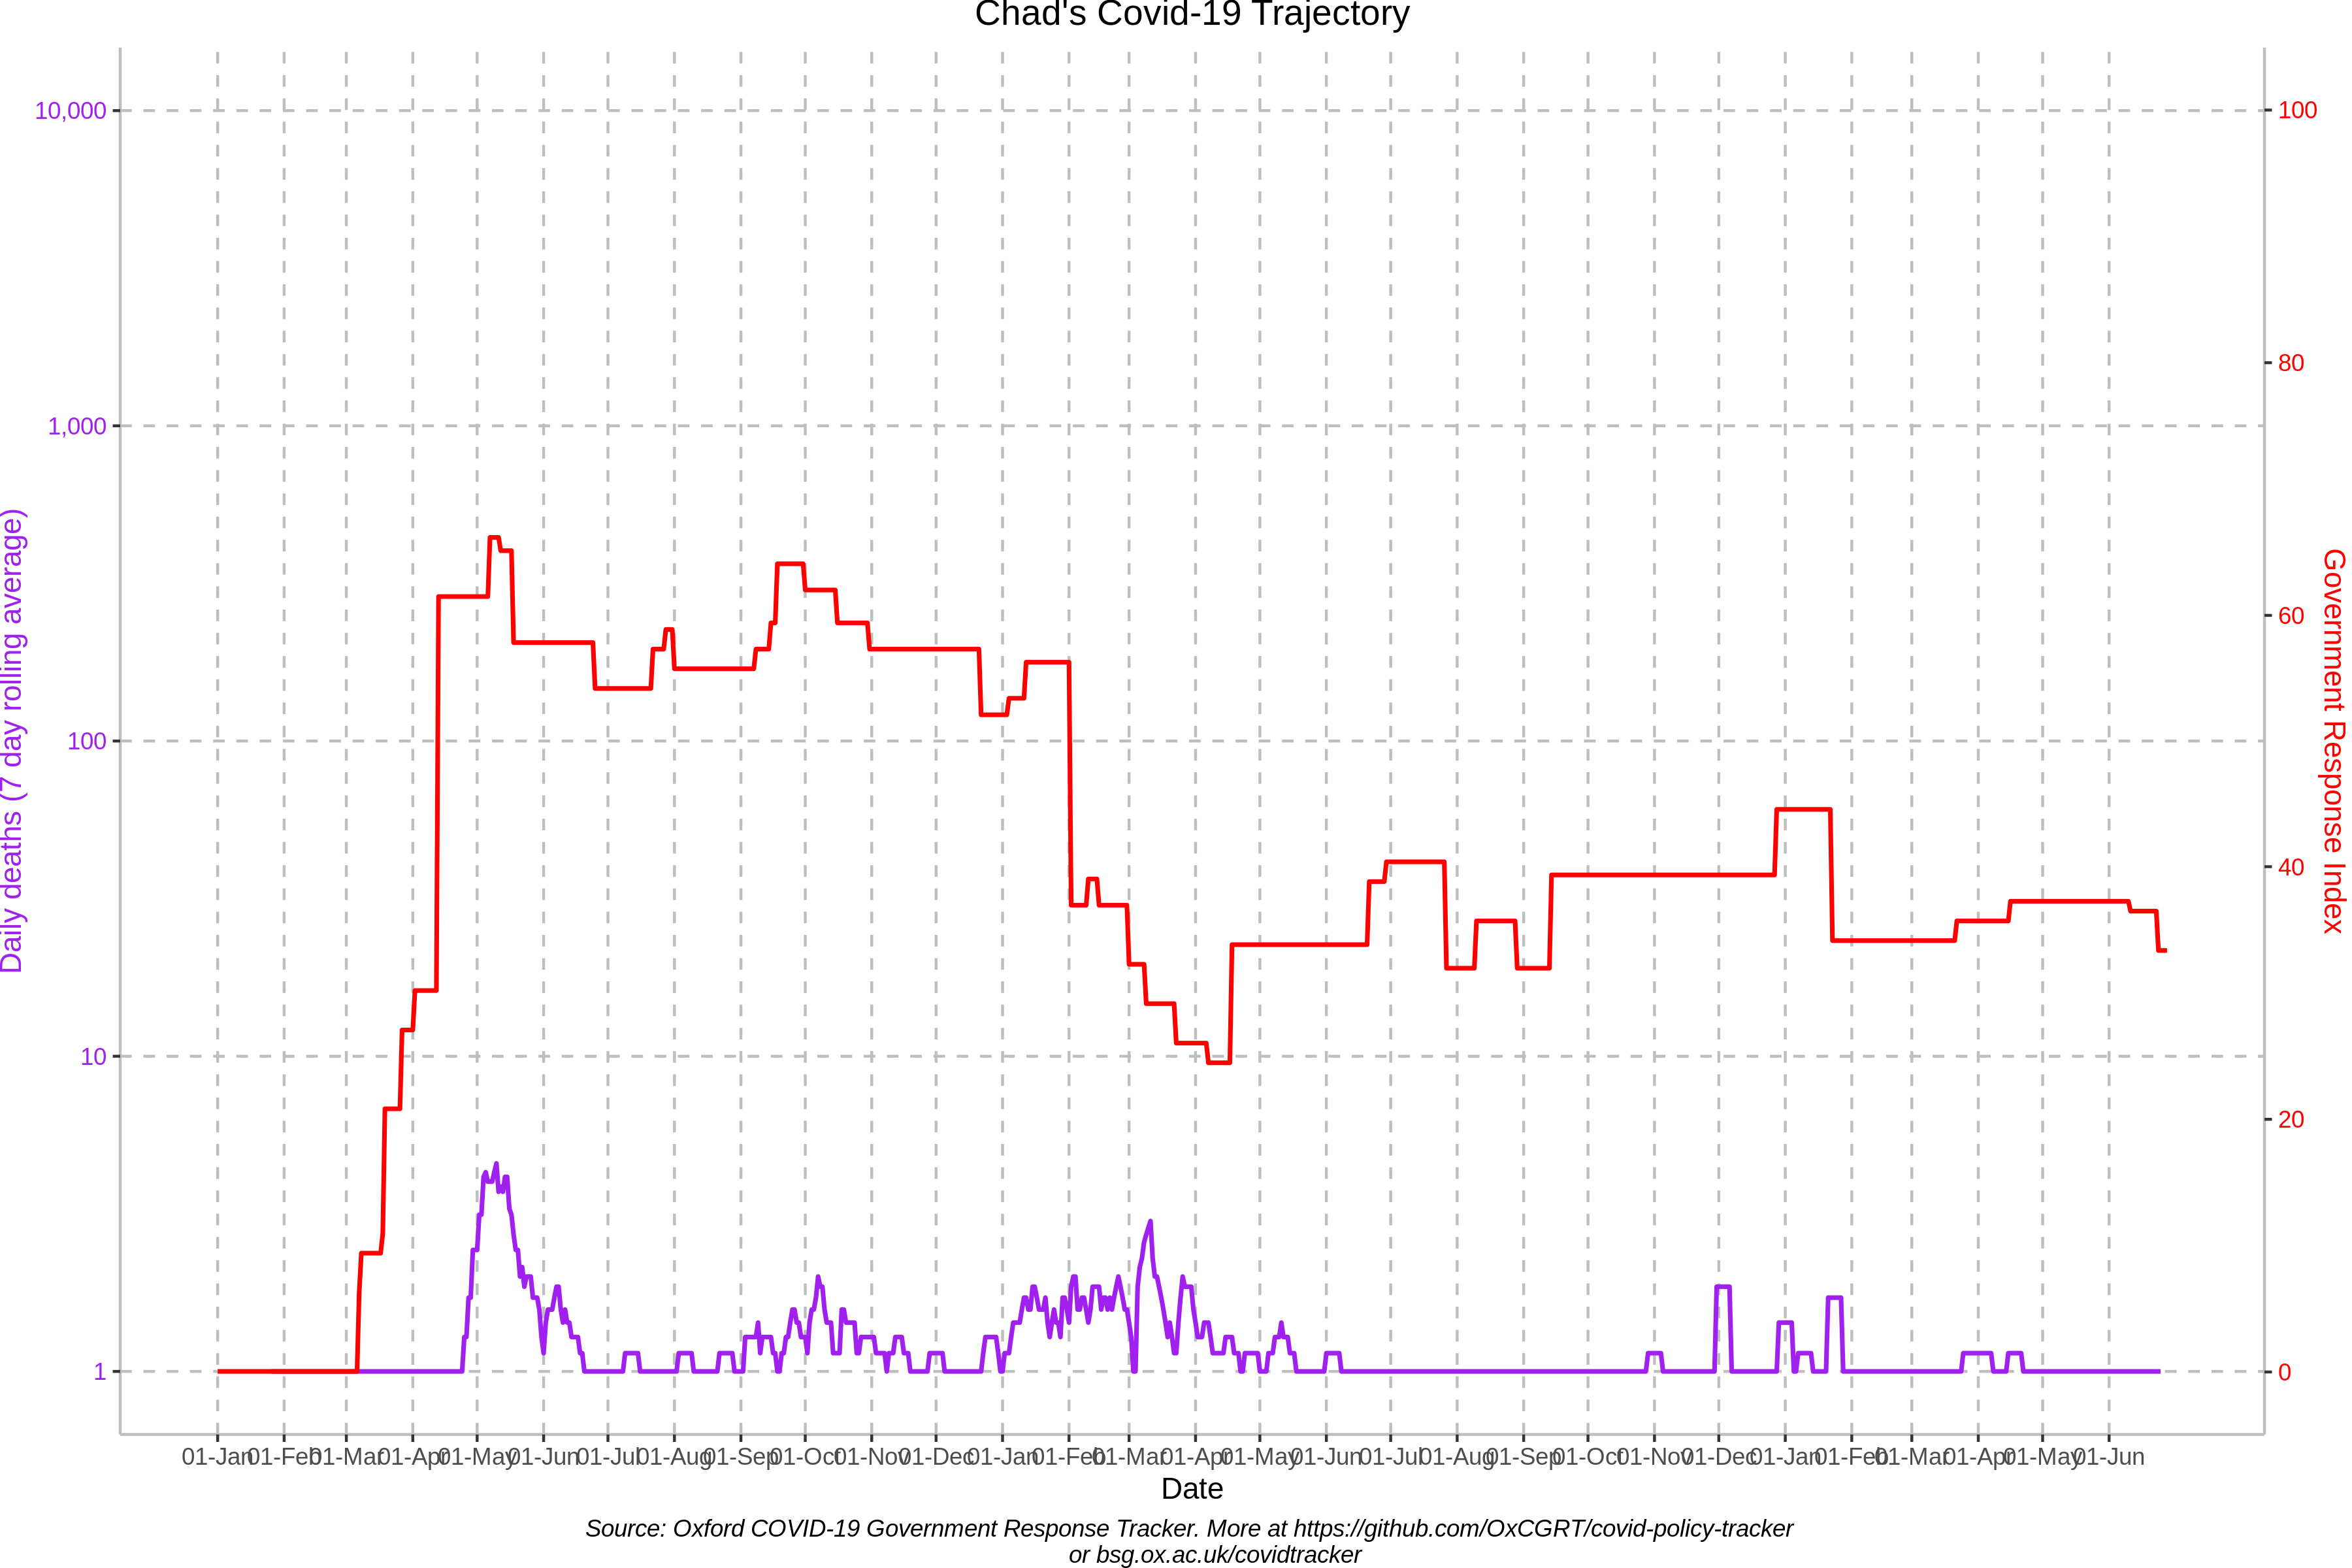 Chad's Covid-19 Trajectory
10,000
1,000
100
10
1
Daily deaths (7 day rolling average)
100
80
60
40
20
0
Government Response Index
01-Jan 01-Feb 01-Mar 01-Apr 01-May 01-Jun 01-Jul 01-Aug 01-Sep 01-Oct 01-Nov 01-Dec 01-Jan 01-Feb 01-Mar 01-Apr 01-May 01-Jun 01-Jul 01-Aug 01-Sep 01-Oct 01-Nov 01-Dec 01-Jan 01-Feb 01-Mar 01-Apr 01-May 01-Jun
Date
Source: Oxford COVID-19 Government Response Tracker. More at https://github.com/OxCGRT/covid-policy-tracker
or bsg.ox.ac.uk/covidtracker